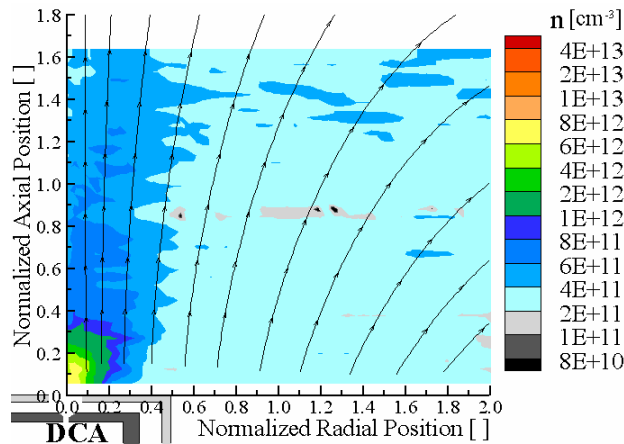 n [cm-3]
1.8
1.6
1.4
1.2
1.0
0.8
0.6
0.4
0.2
0.0
Normalized Axial Position [ ]
0.0 0.2 0.4 0.6 0.8 1.0 1.2 1.4 1.6 1.8 2.0
Normalized Radial Position [ ]
DCA
4E+13
2E+13
1E+13
8E+12
6E+12
4E+12
2E+12
1E+12
8E+11
6E+11
4E+11
2E+11
1E+11
8E+10